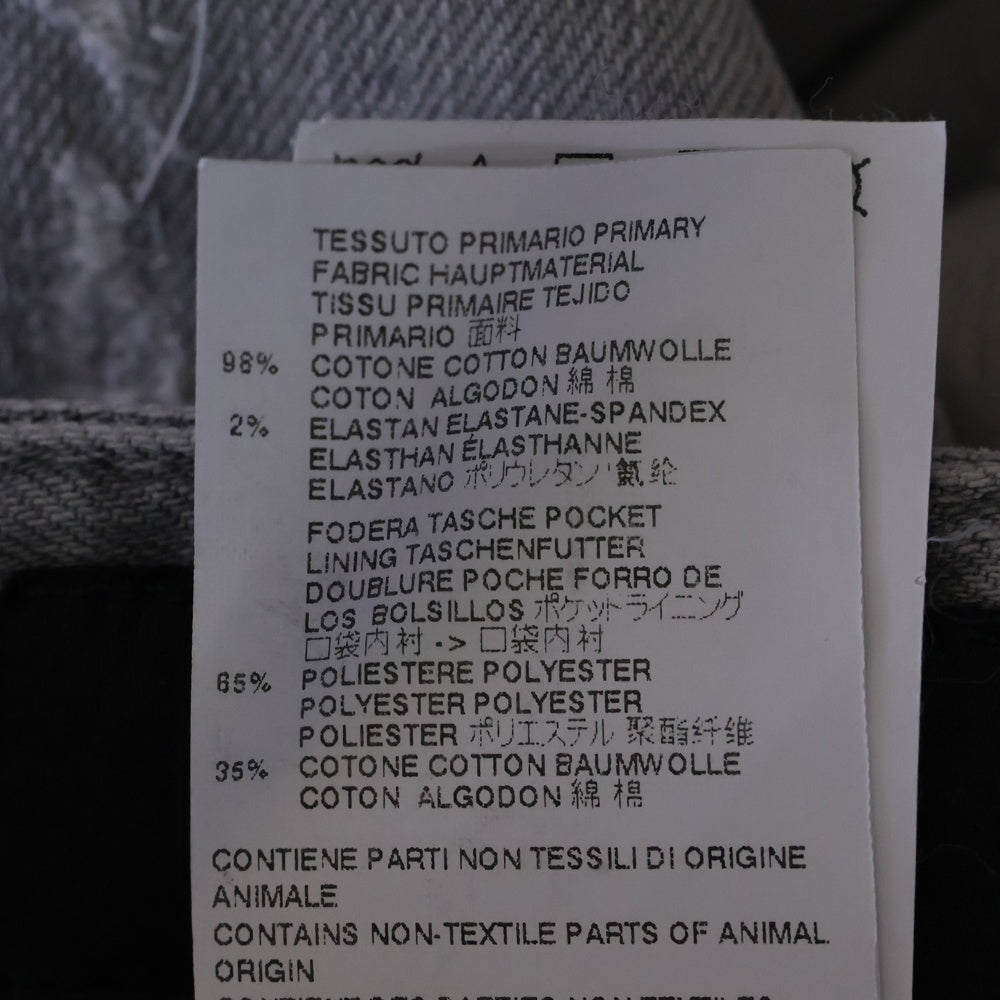 TESSUTO PRIMARIO PRIMARY
FABRIC HAUPTMATERIAL
TISSU PRIMAIRE TEJIDO
PRIMARIO 面料
98% COTONE COTTON BAUMWOLLE
COTON ALGODON 綿 棉
2% ELASTAN ELASTANE-SPANDEX
ELASTHAN ÉLASTHANNE
ELASTANO ポリウレタン 氨纶
FODERA TASCHE POCKET
LINING TASCHENFUTTER
DOUBLURE POCHE FORRO DE
LOS BOLSILLOS ポケットライニング
口袋内衬 -> 口袋内衬
65% POLIESTERE POLYESTER
POLYESTER POLYESTER
POLIESTER ポリエステル 聚酯纤维
35% COTONE COTTON BAUMWOLLE
COTON ALGODON 綿 棉
CONTIENE PARTI NON TESSILI DI ORIGINE
ANIMALE
CONTAINS NON-TEXTILE PARTS OF ANIMAL
ORIGIN